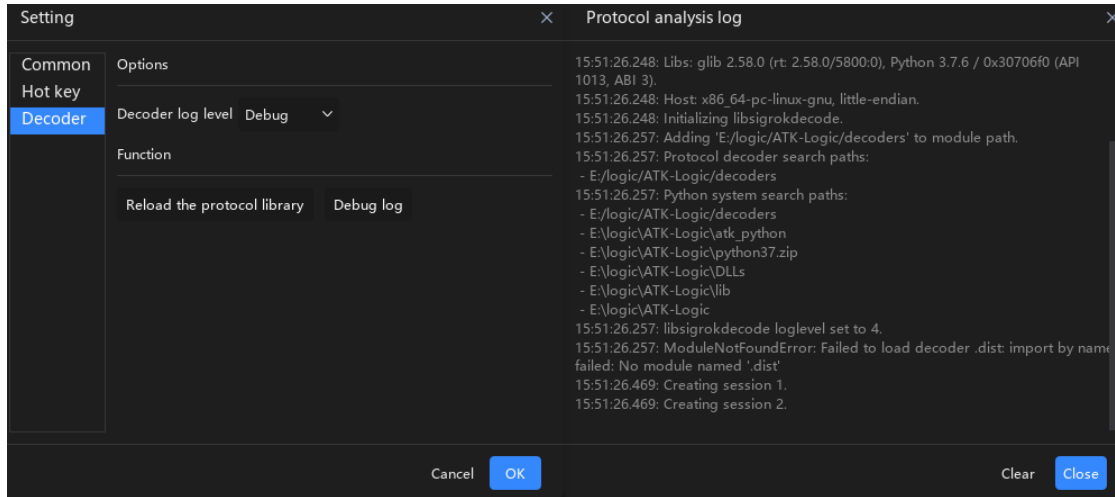 Setting
Common
Hot key
Decoder
Options
Decoder log level Debug
Function
Reload the protocol library Debug log
Cancel OK
Protocol analysis log
15:51:26.248: Libs: glib 2.58.0 (rt: 2.58.0/5800:0), Python 3.7.6 / 0x30706f0 (API
1013, ABI 3).
15:51:26.248: Host: x86_64-pc-linux-gnu, little-endian.
15:51:26.248: Initializing libsigrokdecode.
15:51:26.257: Adding 'E:/logic/ATK-Logic/decoders' to module path.
15:51:26.257: Protocol decoder search paths:
- E:/logic/ATK-Logic/decoders
15:51:26.257: Python system search paths:
- E:/logic/ATK-Logic/decoders
- E:\logic\ATK-Logic\atk_python
- E:\logic\ATK-Logic\python37.zip
- E:\logic\ATK-Logic\DLLs
- E:\logic\ATK-Logic\lib
- E:\logic\ATK-Logic
15:51:26.257: libsigrokdecode loglevel set to 4.
15:51:26.257: ModuleNotFoundError: Failed to load decoder .dist: import by name
failed: No module named '.dist'
15:51:26.469: Creating session 1.
15:51:26.469: Creating session 2.
Clear Close